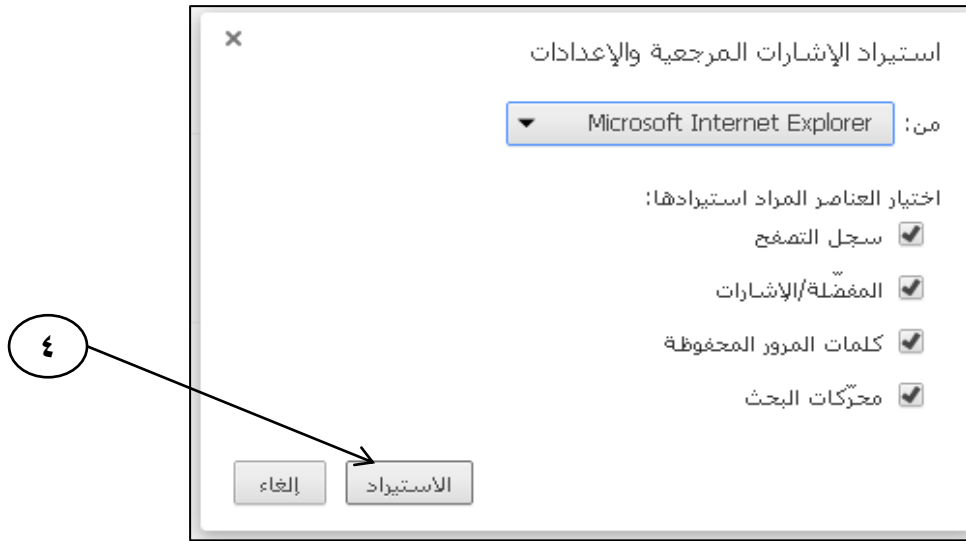 استيراد الإشارات المرجعية والإعدادات
من: Microsoft Internet Explorer
اختيار العناصر المراد استيرادها:
سجل التصفح
المفضّلة/الإشارات
كلمات المرور المحفوظة
محرّكات البحث
٤
الاستيراد إلغاء